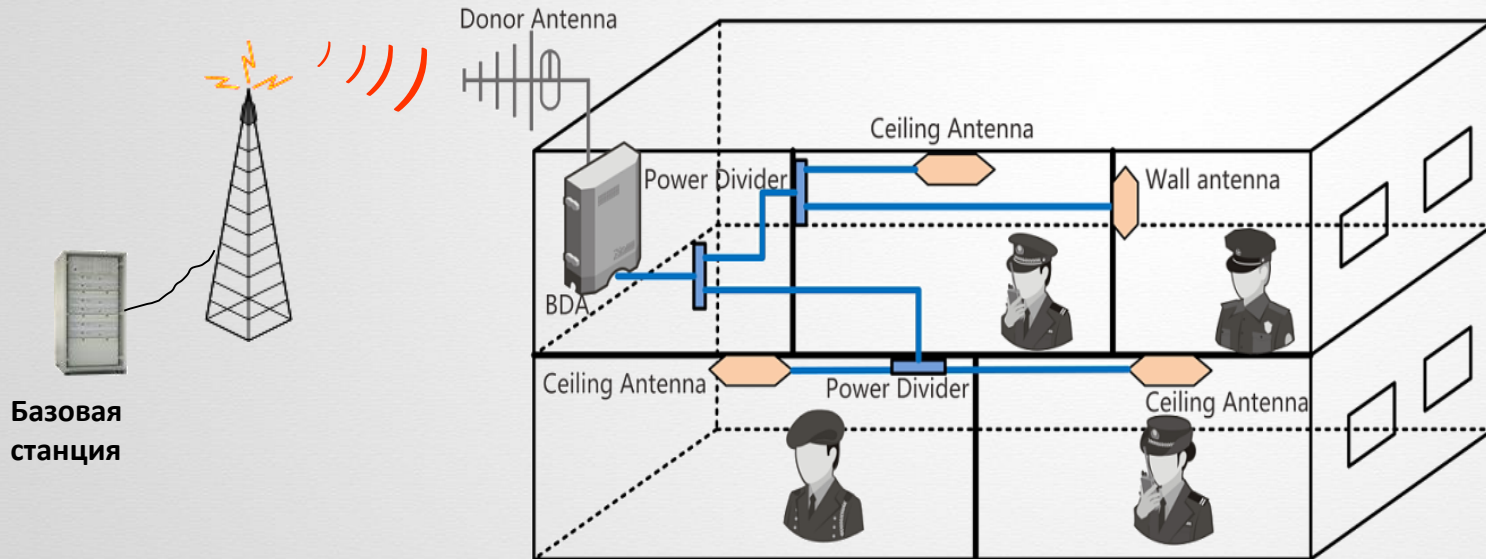 Donor Antenna
Ceiling Antenna
Power Divider
Wall antenna
BDA
Ceiling Antenna
Power Divider
Ceiling Antenna
Базовая
станция